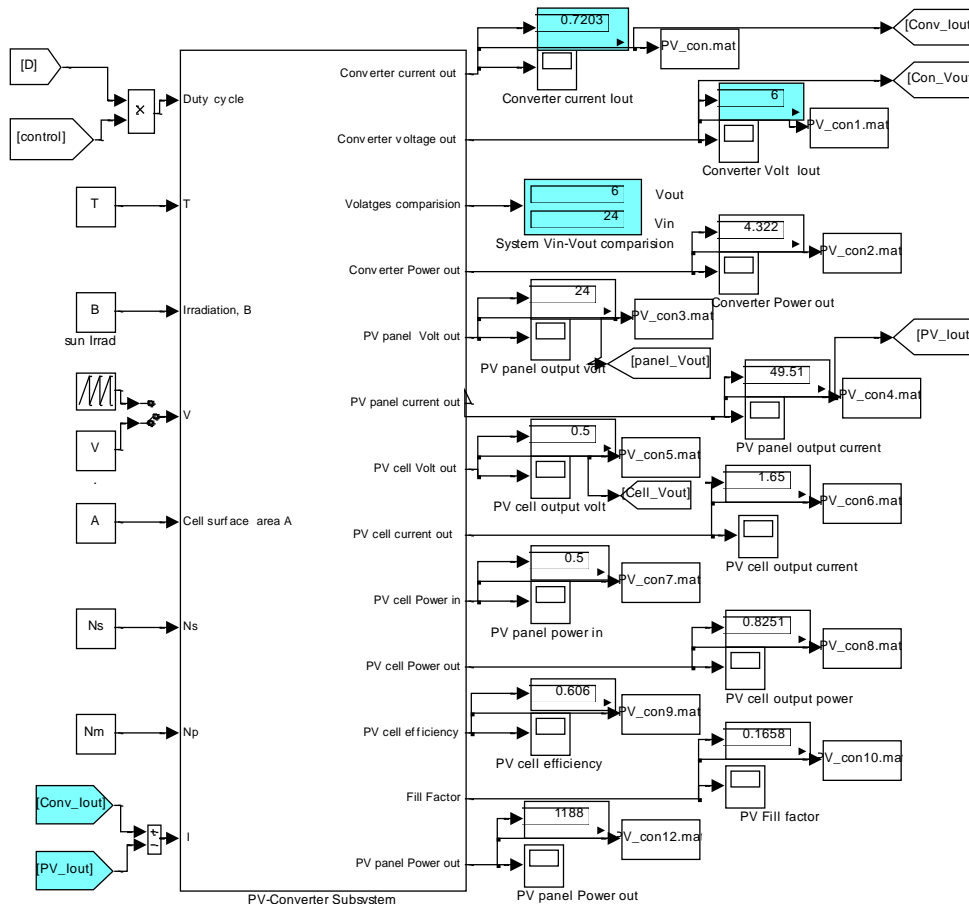 0.7203
[Conv_Iout
PV_con.mat
[D]
Converter current out
Converter current Iout
[Con_Vout
Duty cycle
6
[control]
PV_con1.mat
Converter voltage out
Converter Volt Iout
6
Vout
T
T
Volatges comparision
24
Vin
4.322
System Vin-Vout comparision
PV_con2.mat
Converter Power out
24
Converter Power out
B
Irradiation, B
PV_con3.mat
sun Irrad
PV panel Volt out
[PV_Iout
PV panel output volt
[panel_Vout]
49.51
PV_con4.mat
PV panel current out
V
0.5
PV panel output current
V
PV_con5.mat
PV cell Volt out
1.65
[Cell_Vout]
PV cell output volt
PV_con6.mat
A
Cell surface area A
PV cell current out
0.5
PV cell output current
PV_con7.mat
PV cell Power in
0.8251
Ns
Ns
PV panel power in
PV_con8.mat
PV cell Power out
0.606
PV cell output power
PV_con9.mat
0.1658
Nm
Np
PV cell efficiency
PV_con10.mat
PV cell efficiency
Fill Factor
[Conv_Iout]
1188
PV Fill factor
PV_con12.mat
I
[PV_Iout]
PV panel Power out
PV panel Power out
PV-Converter Subsystem